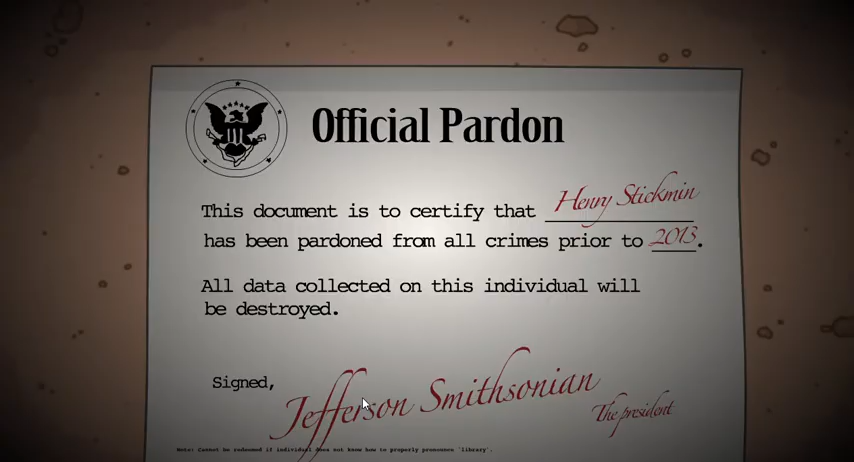 Official Pardon
This document is to certify that Henry Stickmin
has been pardoned from all crimes prior to 2013.
All data collected on this individual will
be destroyed.
Signed, Jefferson Smithsonian
The president
Note: Cannot be redeemed if individual does not know how to properly pronounce 'library'.